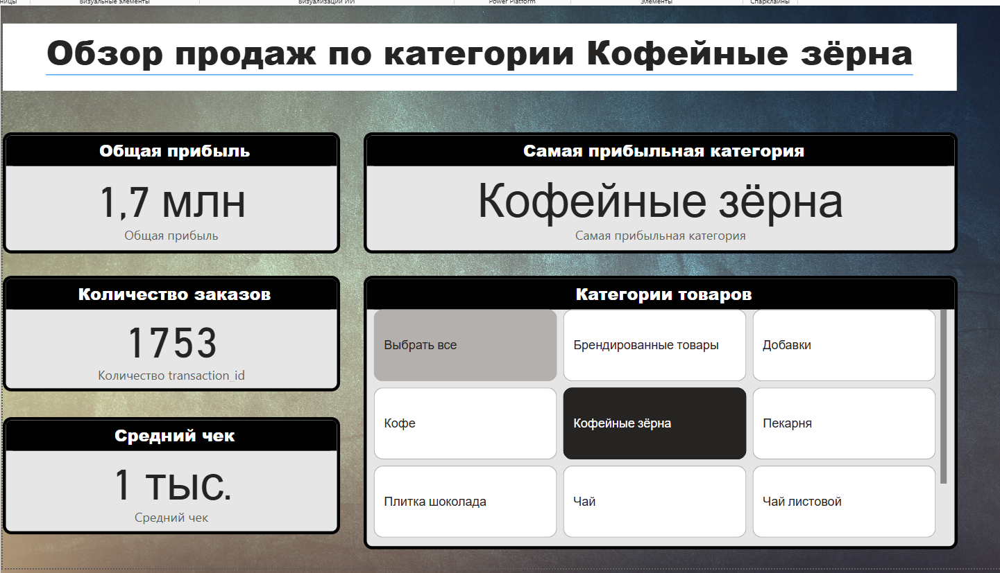 ницы Визуальные элементы Визуализации ИИ Power Platform Элементы Спарклайны
Обзор продаж по категории Кофейные зёрна
Общая прибыль
1,7 млн
Общая прибыль
Самая прибыльная категория
Кофейные зёрна
Самая прибыльная категория
Количество заказов
1753
Количество transaction_id
Средний чек
1 тыс.
Средний чек
Категории товаров
Выбрать все
Брендированные товары
Добавки
Кофе
Кофейные зёрна
Пекарня
Плитка шоколада
Чай
Чай листовой